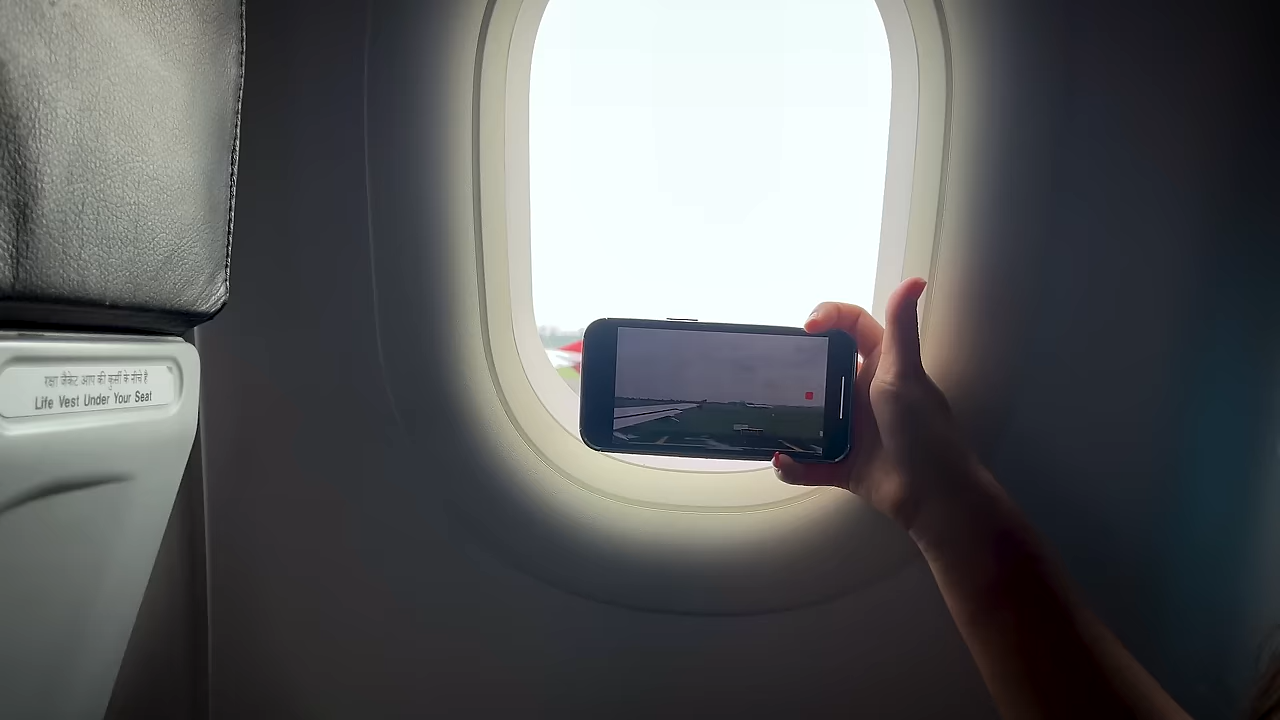 रक्षा जैकेट आप की कुर्सी के नीचे है
Life Vest Under Your Seat